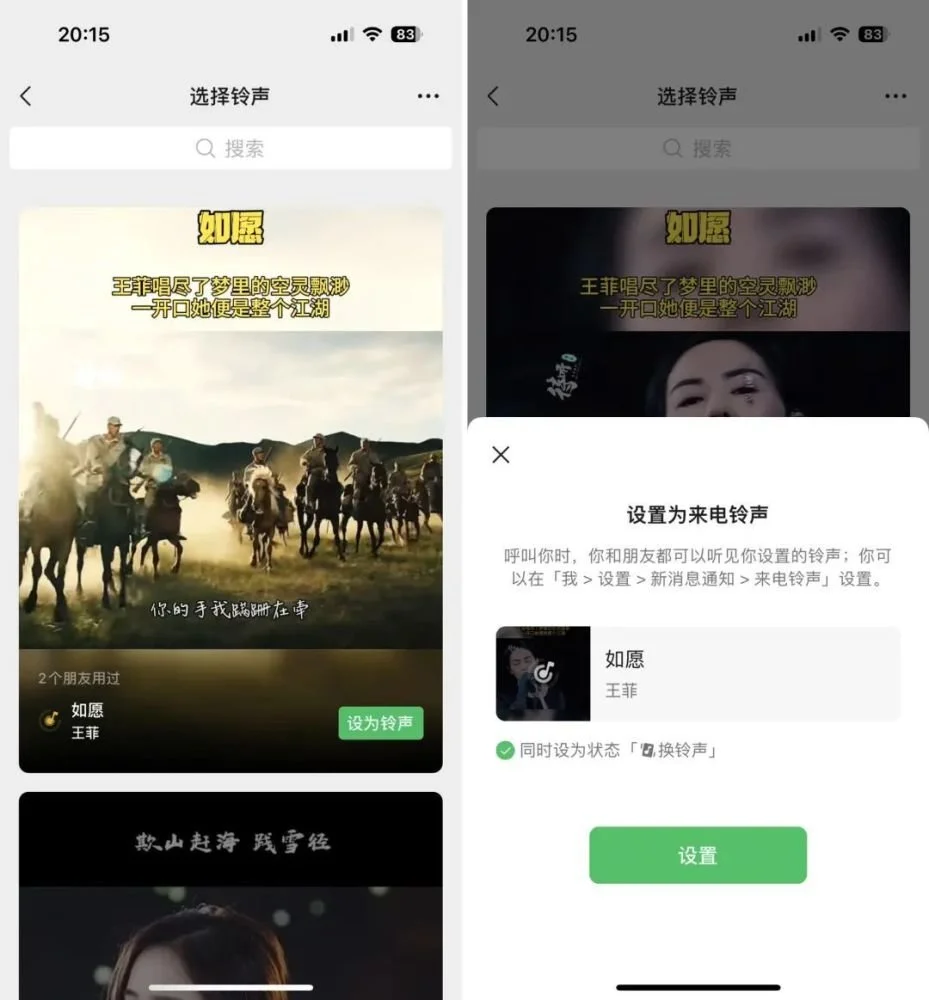 20:15
83
选择铃声
搜索
如愿
王菲唱尽了梦里的空灵飘渺
一开口她便是整个江湖
你的手我蹒跚在牵
2个朋友用过
如愿
王菲
设为铃声
欺山赶海 践雪径
20:15
83
选择铃声
搜索
如愿
王菲唱尽了梦里的空灵飘渺
一开口她便是整个江湖
设置为来电铃声
呼叫你时，你和朋友都可以听见你设置的铃声；你可
以在「我 > 设置 > 新消息通知 > 来电铃声」设置。
如愿
王菲
同时设为状态「换铃声」
设置